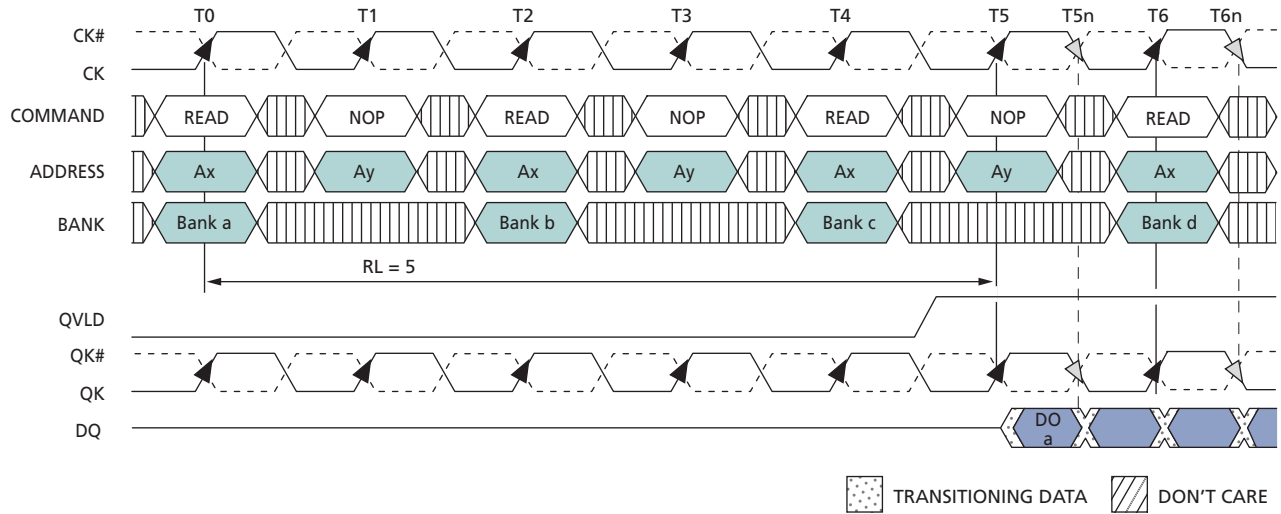 T0 T1 T2 T3 T4 T5 T5n T6 T6n
CK#
CK
COMMAND READ NOP READ NOP READ NOP READ
ADDRESS Ax Ay Ax Ay Ax Ay Ax
BANK Bank a Bank b Bank c Bank d
RL = 5
QVLD
QK#
QK
DQ DO
a
TRANSITIONING DATA DON'T CARE